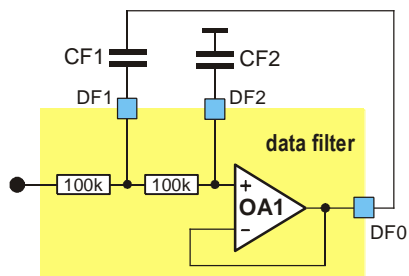 CF1
CF2
DF1
DF2
data filter
100k
100k
+
OA1
−
DF0